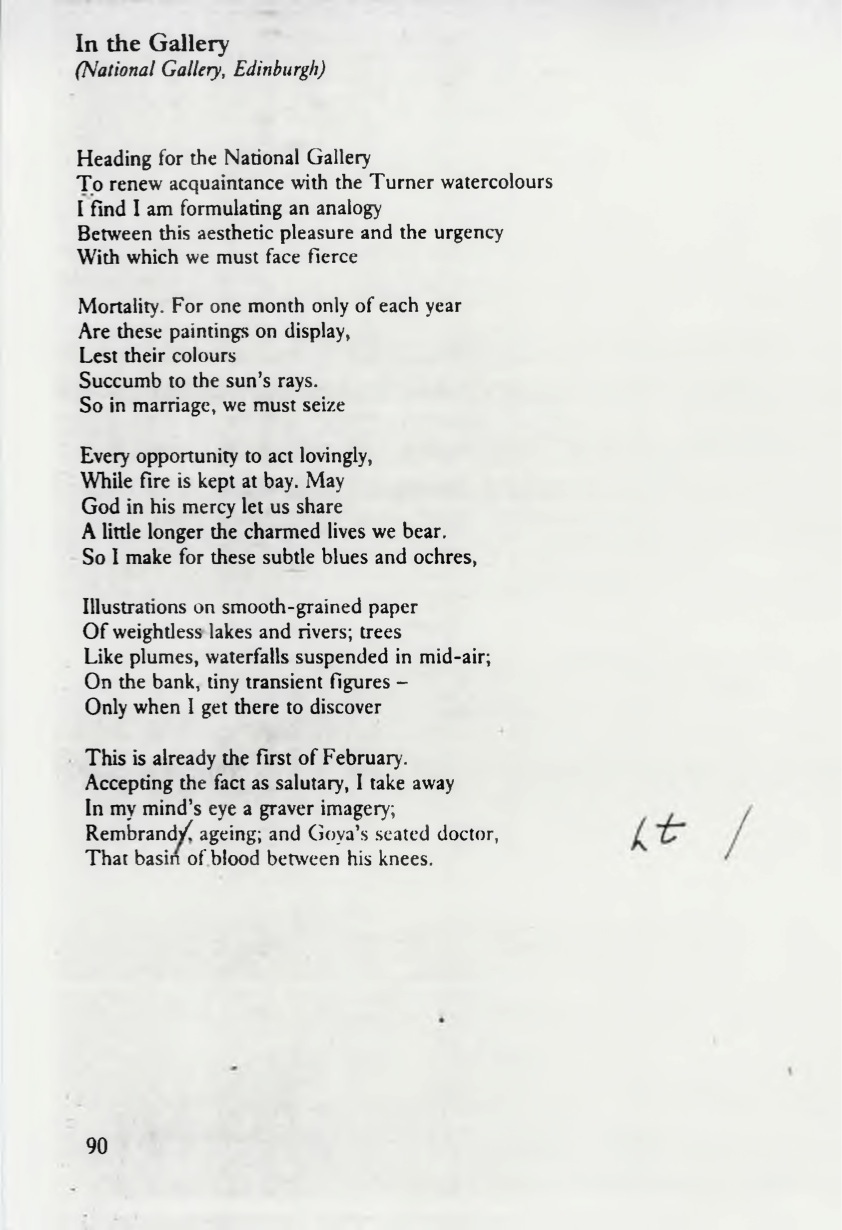 In the Gallery
(National Gallery, Edinburgh)
Heading for the National Gallery
To renew acquaintance with the Turner watercolours
I find I am formulating an analogy
Between this aesthetic pleasure and the urgency
With which we must face fierce
Mortality. For one month only of each year
Are these paintings on display,
Lest their colours
Succumb to the sun's rays.
So in marriage, we must seize
Every opportunity to act lovingly,
While fire is kept at bay. May
God in his mercy let us share
A little longer the charmed lives we bear.
So I make for these subtle blues and ochres,
Illustrations on smooth-grained paper
Of weightless lakes and rivers; trees
Like plumes, waterfalls suspended in mid-air;
On the bank, tiny transient figures –
Only when I get there to discover
This is already the first of February.
Accepting the fact as salutary, I take away
In my mind's eye a graver imagery;
Rembrandy, ageing; and Goya's seated doctor, t /
That basin of blood between his knees.
90